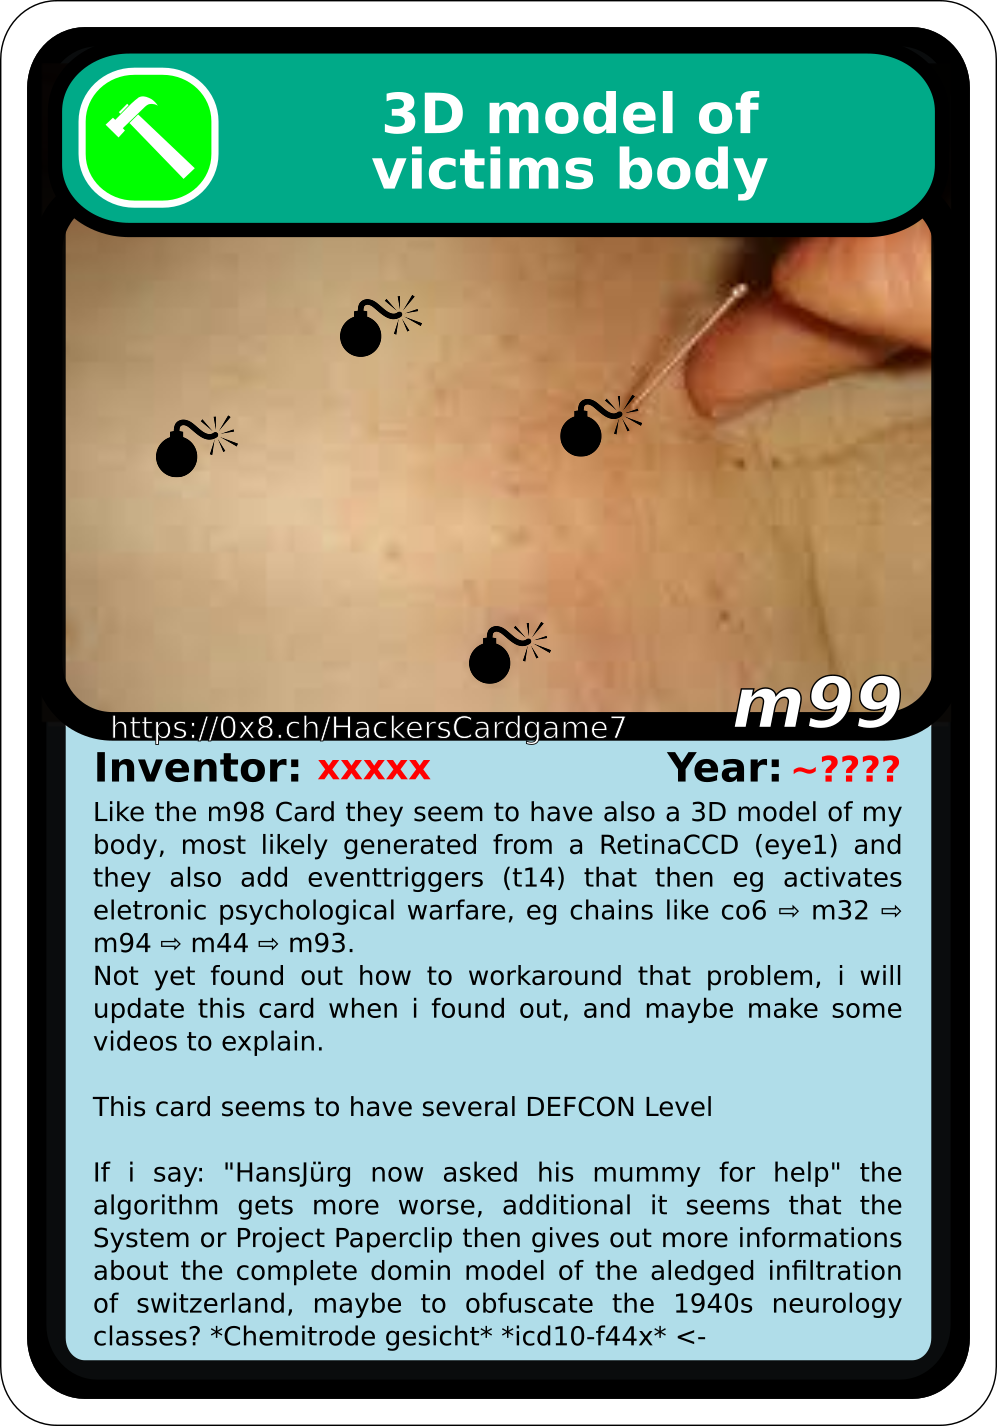 3D model of
victims body
m99
https://0x8.ch/HackersCardgame7
Inventor: xxxxx Year: ~????
Like the m98 Card they seem to have also a 3D model of my
body, most likely generated from a RetinaCCD (eye1) and
they also add eventtriggers (t14) that then eg activates
eletronic psychological warfare, eg chains like co6 ⇨ m32 ⇨
m94 ⇨ m44 ⇨ m93.
Not yet found out how to workaround that problem, i will
update this card when i found out, and maybe make some
videos to explain.
This card seems to have several DEFCON Level
If i say: "HansJürg now asked his mummy for help" the
algorithm gets more worse, additional it seems that the
System or Project Paperclip then gives out more informations
about the complete domin model of the aledged infiltration
of switzerland, maybe to obfuscate the 1940s neurology
classes? *Chemitrode gesicht* *icd10-f44x* <-